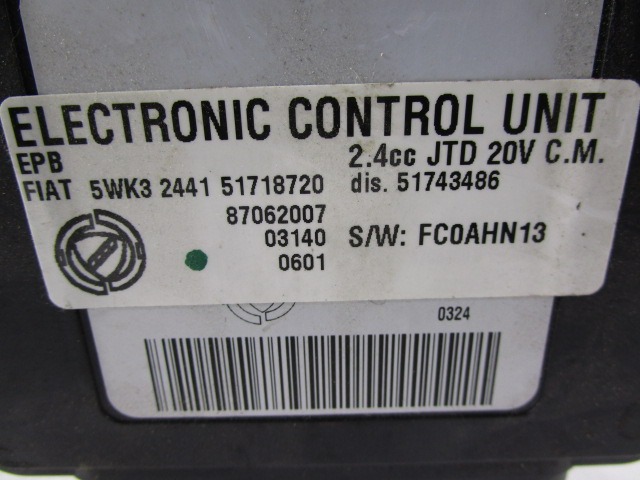 ELECTRONIC CONTROL UNIT
EPB 2.4cc JTD 20V C.M.
FIAT 5WK3 2441 51718720 dis. 51743486
87062007
03140 S/W: FC0AHN13
0601
0324